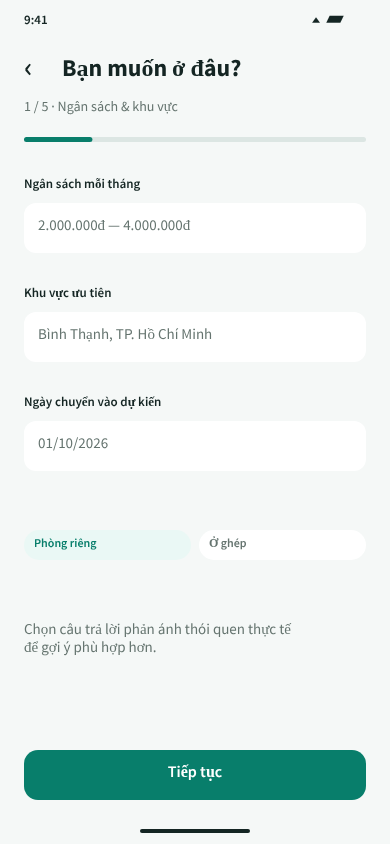 9:41
Bạn muốn ở đâu?
1 / 5 · Ngân sách & khu vực
Ngân sách mỗi tháng
2.000.000đ — 4.000.000đ
Khu vực ưu tiên
Bình Thạnh, TP. Hồ Chí Minh
Ngày chuyển vào dự kiến
01/10/2026
Phòng riêng
Ở ghép
Chọn câu trả lời phản ánh thói quen thực tế
để gợi ý phù hợp hơn.
Tiếp tục